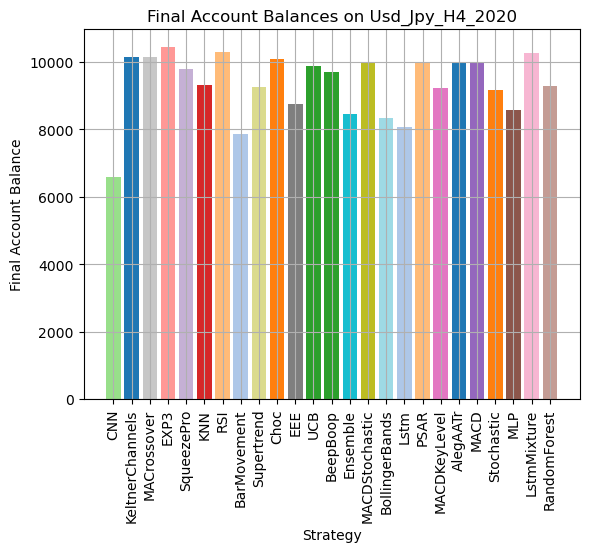 Final Account Balances on Usd_Jpy_H4_2020
Final Account Balance
10000
8000
6000
4000
2000
0
CNN
KeltnerChannels
MACrossover
EXP3
SqueezePro
KNN
RSI
BarMovement
Supertrend
Choc
EEE
UCB
BeepBoop
Ensemble
MACDStochastic
BollingerBands
Lstm
PSAR
MACDKeyLevel
AlegAATr
MACD
Stochastic
MLP
LstmMixture
RandomForest
Strategy